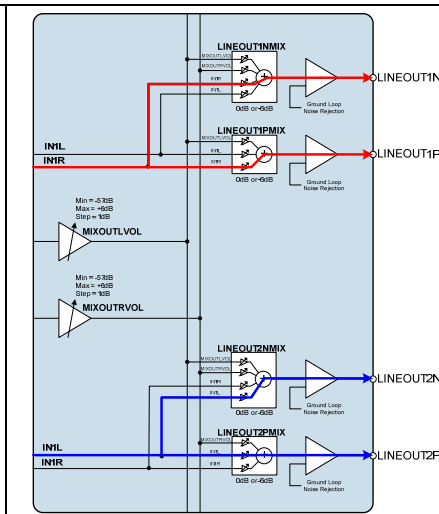 LINEOUT1NMIX
MIXOUTLVOL
MIXOUTRVOL
IN1R
IN1L
LINEOUT1N
0dB or -6dB
Ground Loop
Noise Rejection
LINEOUT1PMIX
MIXOUTLVOL
IN1L
IN1R
LINEOUT1P
0dB or -6dB
Ground Loop
Noise Rejection
IN1L
IN1R
Min = -57dB
Max = +6dB
Step = 1dB
MIXOUTLVOL
Min = -57dB
Max = +6dB
Step = 1dB
MIXOUTRVOL
LINEOUT2NMIX
MIXOUTLVOL
MIXOUTRVOL
IN1R
IN1L
LINEOUT2N
0dB or -6dB
Ground Loop
Noise Rejection
LINEOUT2PMIX
MIXOUTRVOL
IN1L
IN1R
LINEOUT2P
0dB or -6dB
Ground Loop
Noise Rejection
IN1L
IN1R